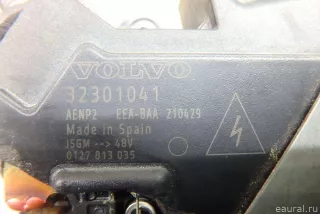 VOLVO
32301041
AENP2 EEA-BAA 210429
Made in Spain
ISGM --> 48V
0127 013 035
eaural.ru